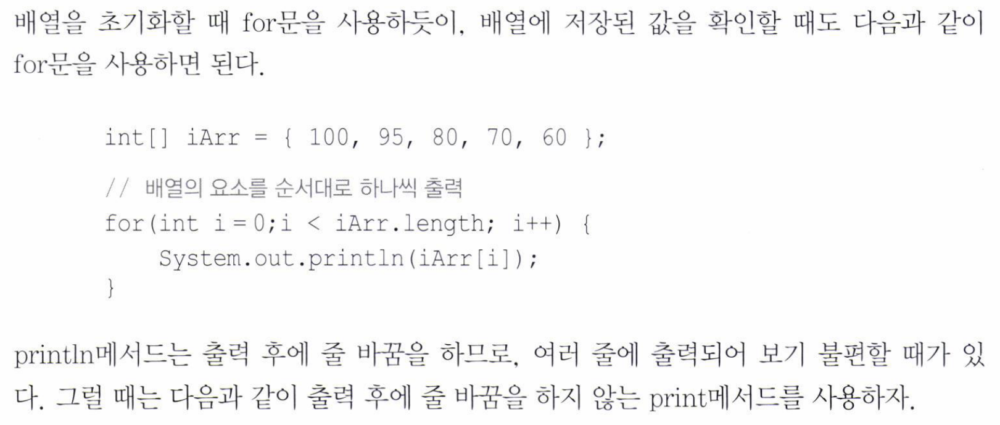 배열을 초기화할 때 for문을 사용하듯이, 배열에 저장된 값을 확인할 때도 다음과 같이
for문을 사용하면 된다.
int[] iArr = { 100, 95, 80, 70, 60 };
// 배열의 요소를 순서대로 하나씩 출력
for(int i=0;i < iArr.length; i++) {
System.out.println(iArr[i]);
}
println메서드는 출력 후에 줄 바꿈을 하므로, 여러 줄에 출력되어 보기 불편할 때가 있
다. 그럴 때는 다음과 같이 출력 후에 줄 바꿈을 하지 않는 print메서드를 사용하자.